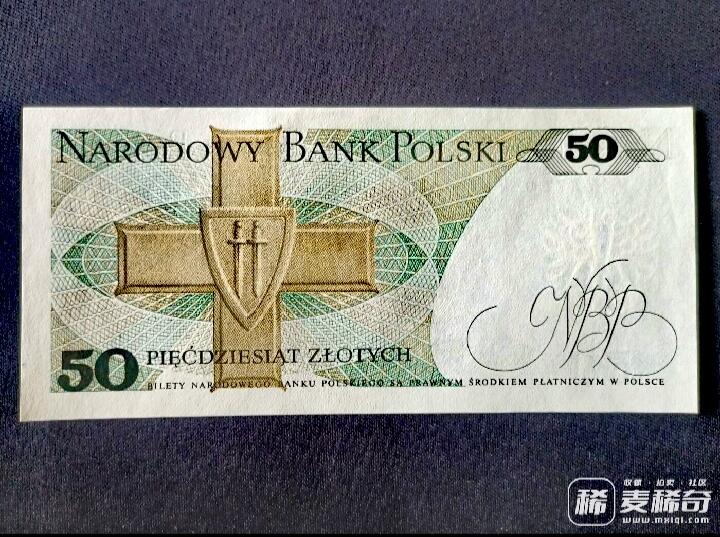 NARODOWY BANK POLSKI
50
NBP
50
PIĘĆDZIESIAT ZŁOTYCH
BILETY NARODOWEGO BANKU POLSKIEGO SĄ PRAWNYM ŚRODKIEM PŁATNICZYM W POLSCE
稀
收藏·拍卖·社区
麦稀奇
www.mxiqi.com